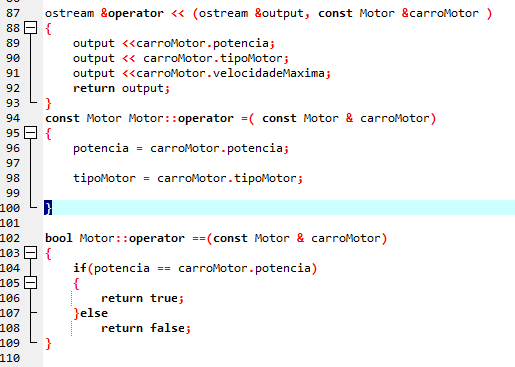 87 ostream &operator << (ostream &output, const Motor &carroMotor )
88 {
89 output <<carroMotor.potencia;
90 output << carroMotor.tipoMotor;
91 output <<carroMotor.velocidadeMaxima;
92 return output;
93 }
94 const Motor Motor::operator =( const Motor & carroMotor)
95 {
96 potencia = carroMotor.potencia;
97
98 tipoMotor = carroMotor.tipoMotor;
99
100 }
101
102 bool Motor::operator ==(const Motor & carroMotor)
103 {
104 if(potencia == carroMotor.potencia)
105 {
106 return true;
107 }else
108 return false;
109 }
110